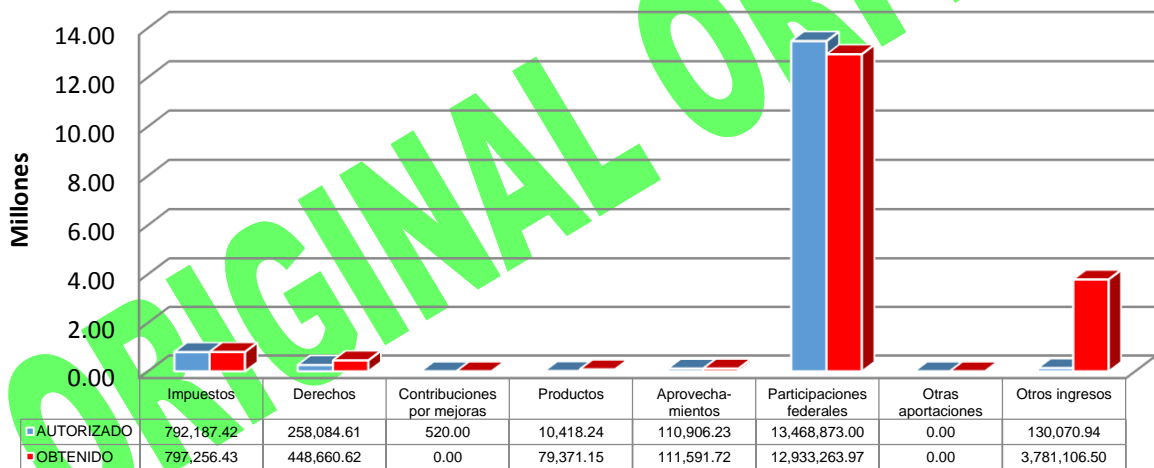 ORIGINAL
14.00
12.00
10.00
8.00
6.00
4.00
2.00
0.00
Millones
Impuestos Derechos Contribuciones por mejoras Productos Aprovecha-mientos Participaciones federales Otras aportaciones Otros ingresos
AUTORIZADO 792,187.42 258,084.61 520.00 10,418.24 110,906.23 13,468,873.00 0.00 130,070.94
OBTENIDO 797,256.43 448,660.62 0.00 79,371.15 111,591.72 12,933,263.97 0.00 3,781,106.50